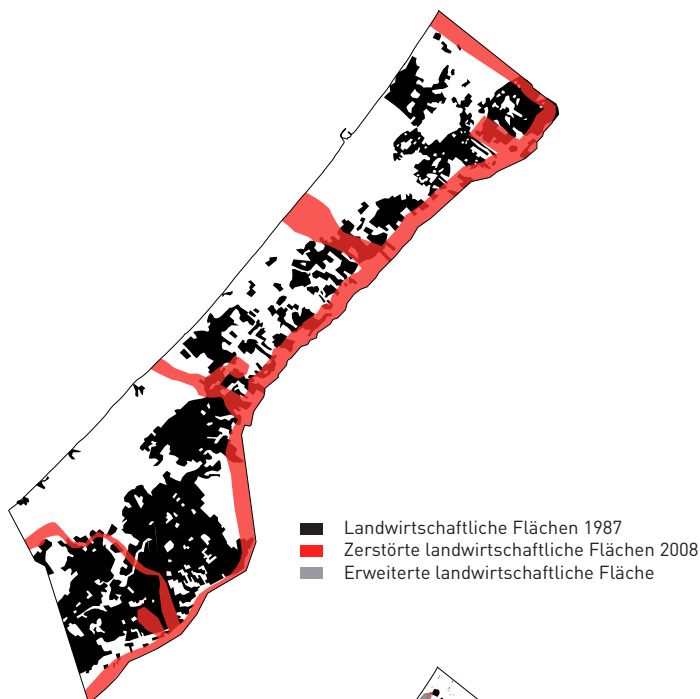 Landwirtschaftliche Flächen 1987
Zerstörte landwirtschaftliche Flächen 2008
Erweiterte landwirtschaftliche Fläche